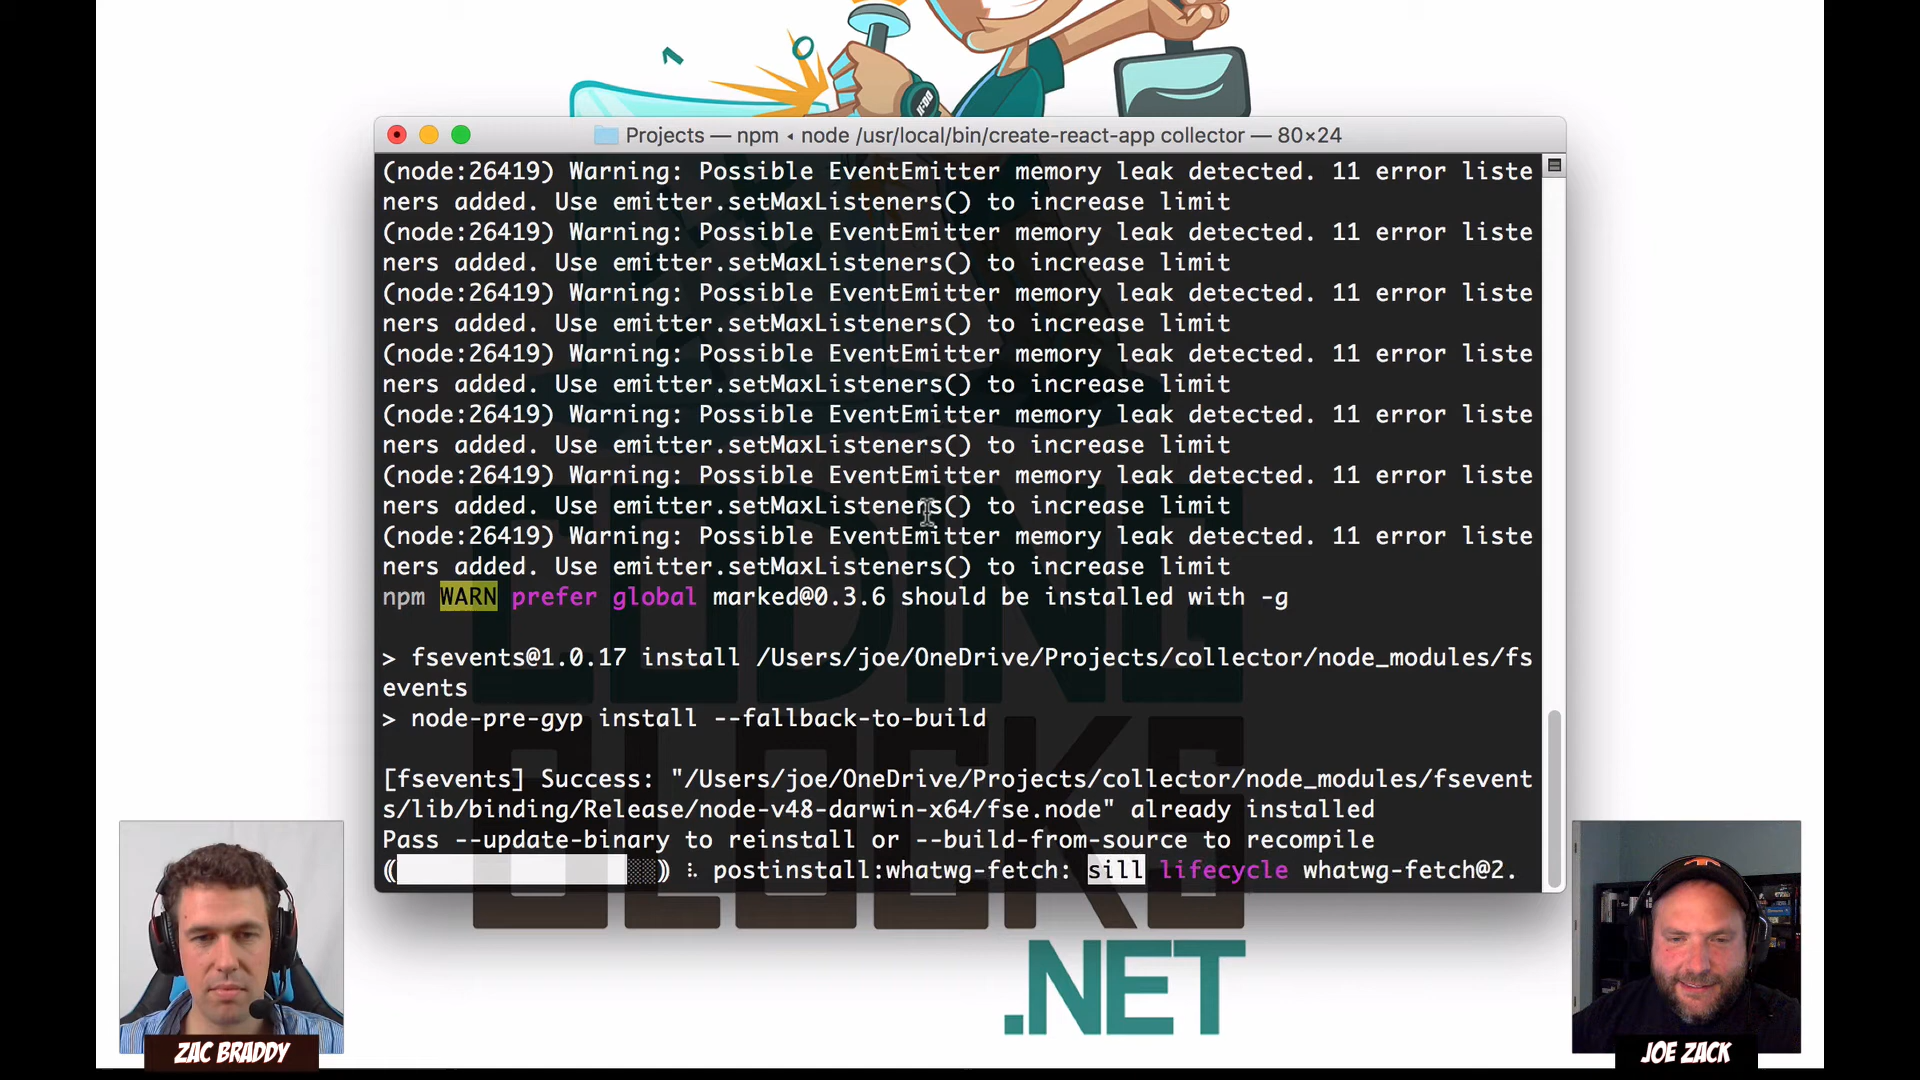 Projects — npm ◂ node /usr/local/bin/create-react-app collector — 80×24
(node:26419) Warning: Possible EventEmitter memory leak detected. 11 error liste
ners added. Use emitter.setMaxListeners() to increase limit
(node:26419) Warning: Possible EventEmitter memory leak detected. 11 error liste
ners added. Use emitter.setMaxListeners() to increase limit
(node:26419) Warning: Possible EventEmitter memory leak detected. 11 error liste
ners added. Use emitter.setMaxListeners() to increase limit
(node:26419) Warning: Possible EventEmitter memory leak detected. 11 error liste
ners added. Use emitter.setMaxListeners() to increase limit
(node:26419) Warning: Possible EventEmitter memory leak detected. 11 error liste
ners added. Use emitter.setMaxListeners() to increase limit
(node:26419) Warning: Possible EventEmitter memory leak detected. 11 error liste
ners added. Use emitter.setMaxListeners() to increase limit
(node:26419) Warning: Possible EventEmitter memory leak detected. 11 error liste
ners added. Use emitter.setMaxListeners() to increase limit
npm WARN prefer global marked@0.3.6 should be installed with -g
> fsevents@1.0.17 install /Users/joe/OneDrive/Projects/collector/node_modules/fs
events
> node-pre-gyp install --fallback-to-build
[fsevents] Success: "/Users/joe/OneDrive/Projects/collector/node_modules/fsevent
s/lib/binding/Release/node-v48-darwin-x64/fse.node" already installed
Pass --update-binary to reinstall or --build-from-source to recompile
postinstall:whatwg-fetch: sill lifecycle whatwg-fetch@2.
CODING
BLOCKS
.NET
ZAC BRADDY
JOE ZACK